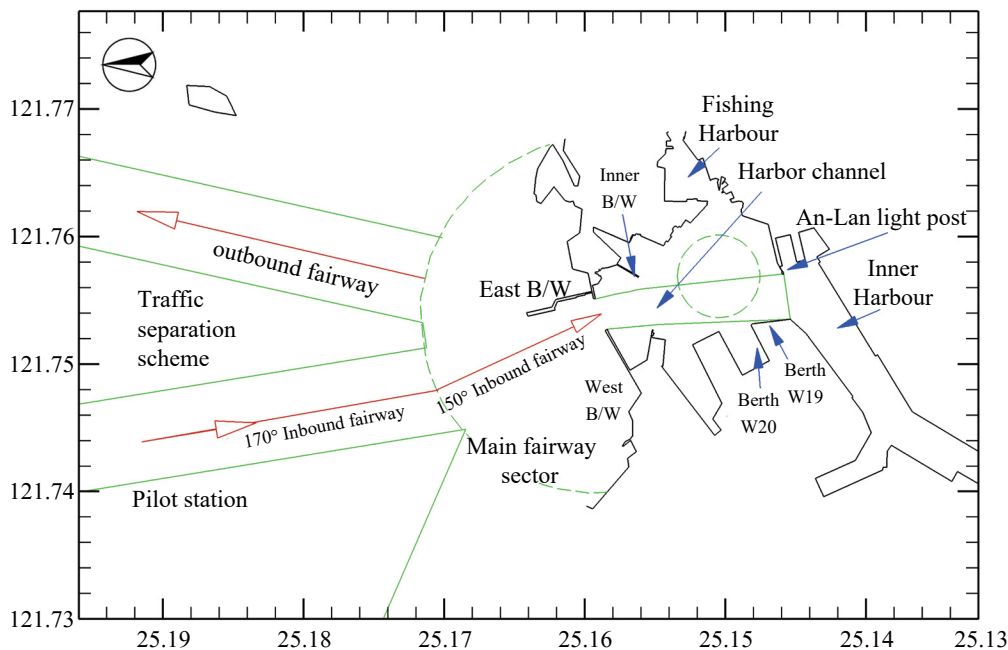 121.77
121.76
121.75
121.74
121.73
25.19
25.18
25.17
25.16
25.15
25.14
25.13
Fishing
Harbour
Inner
B/W
Harbor channel
An-Lan light post
outbound fairway
East B/W
Inner
Harbour
Traffic
separation
scheme
150° Inbound fairway
170° Inbound fairway
West
B/W
Berth
W19
Berth
W20
Main fairway
sector
Pilot station